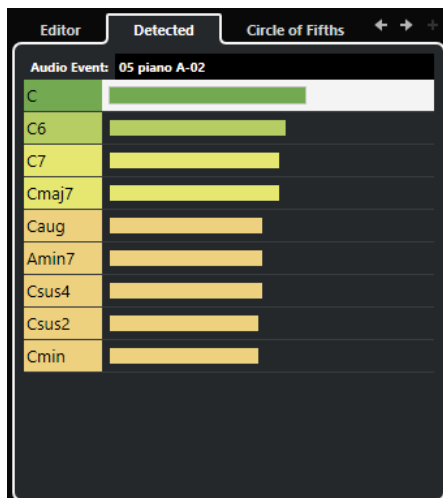 Editor Detected Circle of Fifths
Audio Event: 05 piano A-02
C
C6
C7
Cmaj7
Caug
Amin7
Csus4
Csus2
Cmin